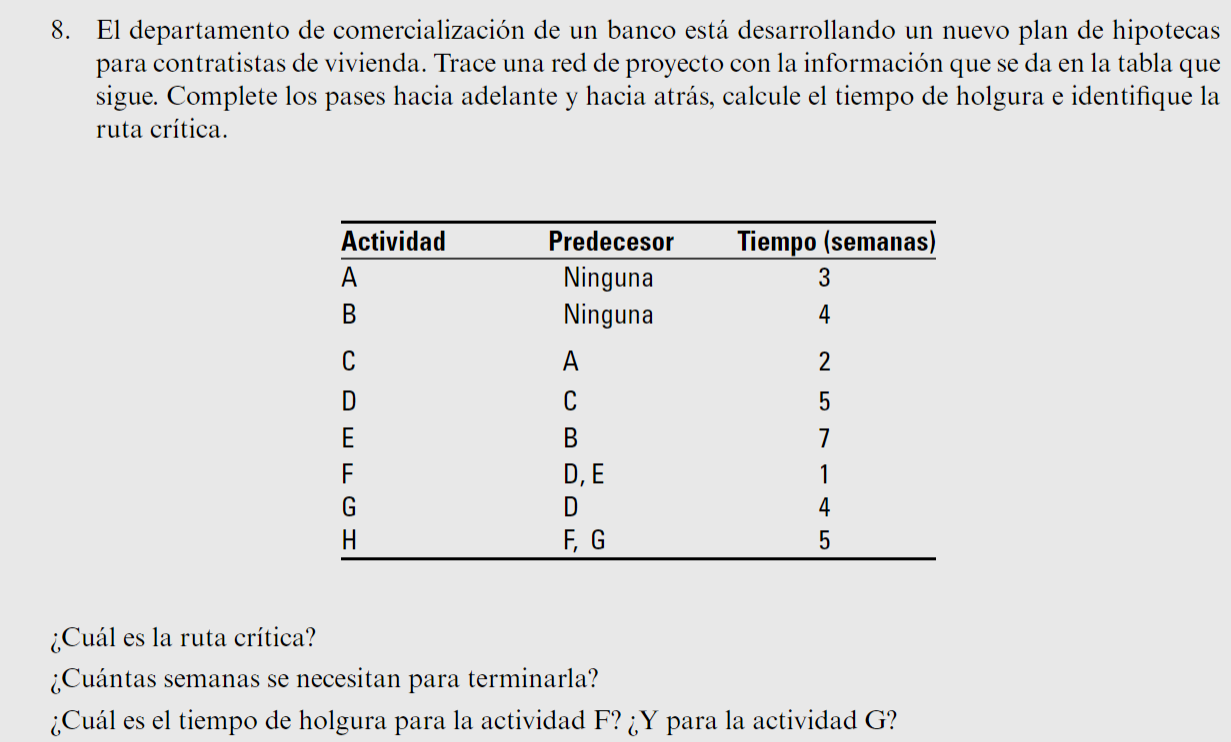 8. El departamento de comercialización de un banco está desarrollando un nuevo plan de hipotecas
para contratistas de vivienda. Trace una red de proyecto con la información que se da en la tabla que
sigue. Complete los pases hacia adelante y hacia atrás, calcule el tiempo de holgura e identifique la
ruta crítica.
Actividad Predecesor Tiempo (semanas)
A Ninguna 3
B Ninguna 4
C A 2
D C 5
E B 7
F D, E 1
G D 4
H F, G 5
¿Cuál es la ruta crítica?
¿Cuántas semanas se necesitan para terminarla?
¿Cuál es el tiempo de holgura para la actividad F? ¿Y para la actividad G?